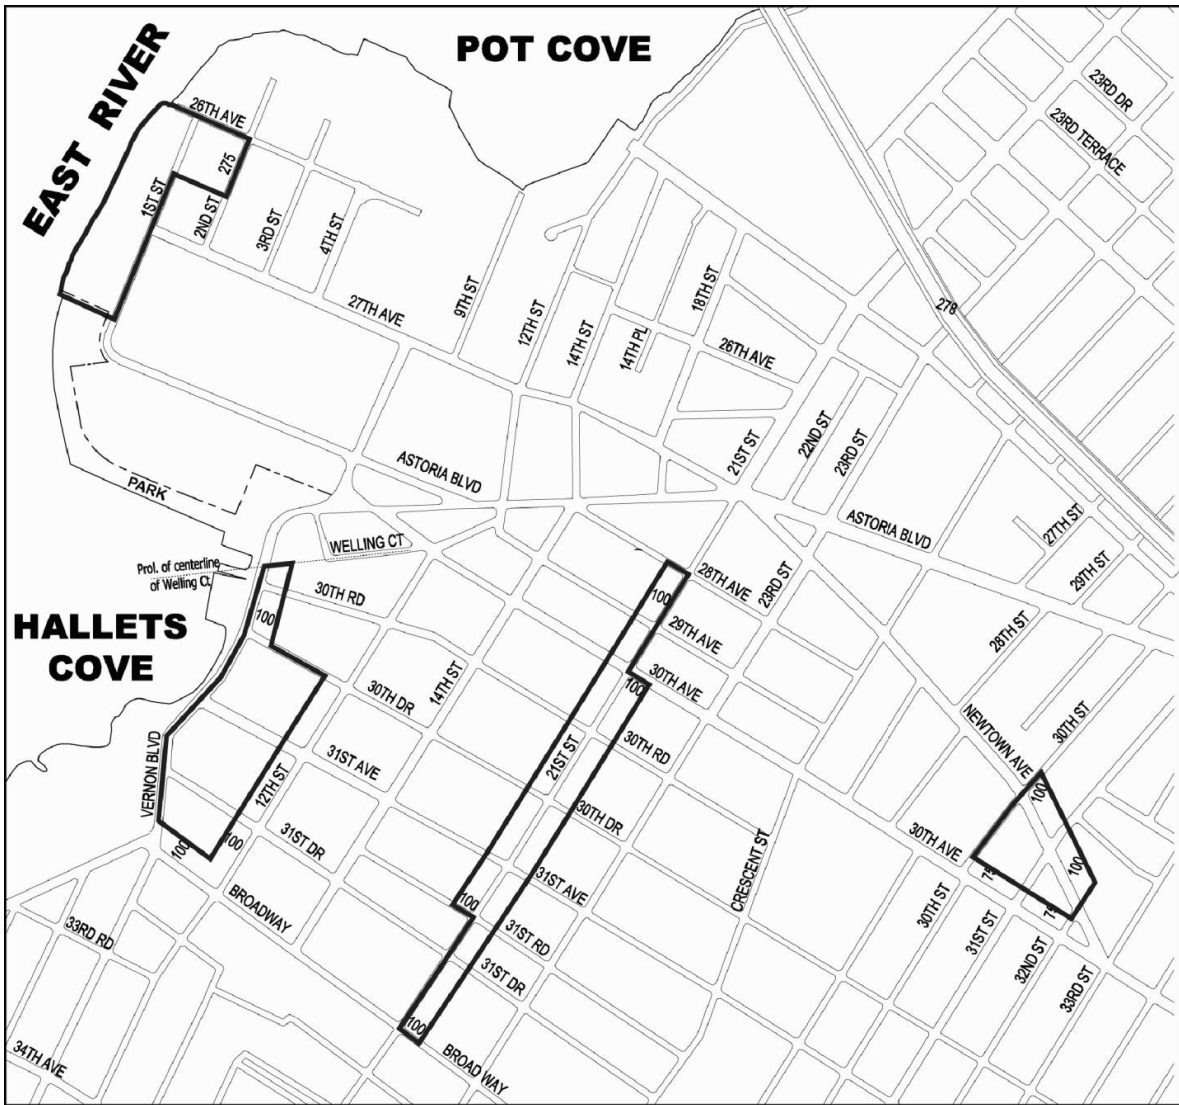 POT COVE
EAST RIVER
26TH AVE
275
1ST ST
2ND ST
3RD ST
4TH ST
27TH AVE
9TH ST
12TH ST
14TH ST
14TH PL
18TH ST
26TH AVE
23RD DR
23RD TERRACE
278
21ST ST
22ND ST
23RD ST
ASTORIA BLVD
PARK
ASTORIA BLVD
27TH ST
29TH ST
WELLING CT
Prol. of centerline
of Welling Ct.
30TH RD
100
HALLETS
COVE
28TH AVE
23RD ST
100
29TH AVE
30TH AVE
100
28TH ST
30TH DR
14TH ST
30TH ST
NEWTOWN AVE
VERNON BLVD
12TH ST
31ST AVE
21ST ST
30TH RD
100
100
100
31ST DR
30TH DR
CRESCENT ST
30TH AVE
100
75
75
BROADWAY
100
31ST AVE
30TH ST
31ST ST
32ND ST
33RD ST
33RD RD
31ST RD
31ST DR
100
34TH AVE
BROADWAY